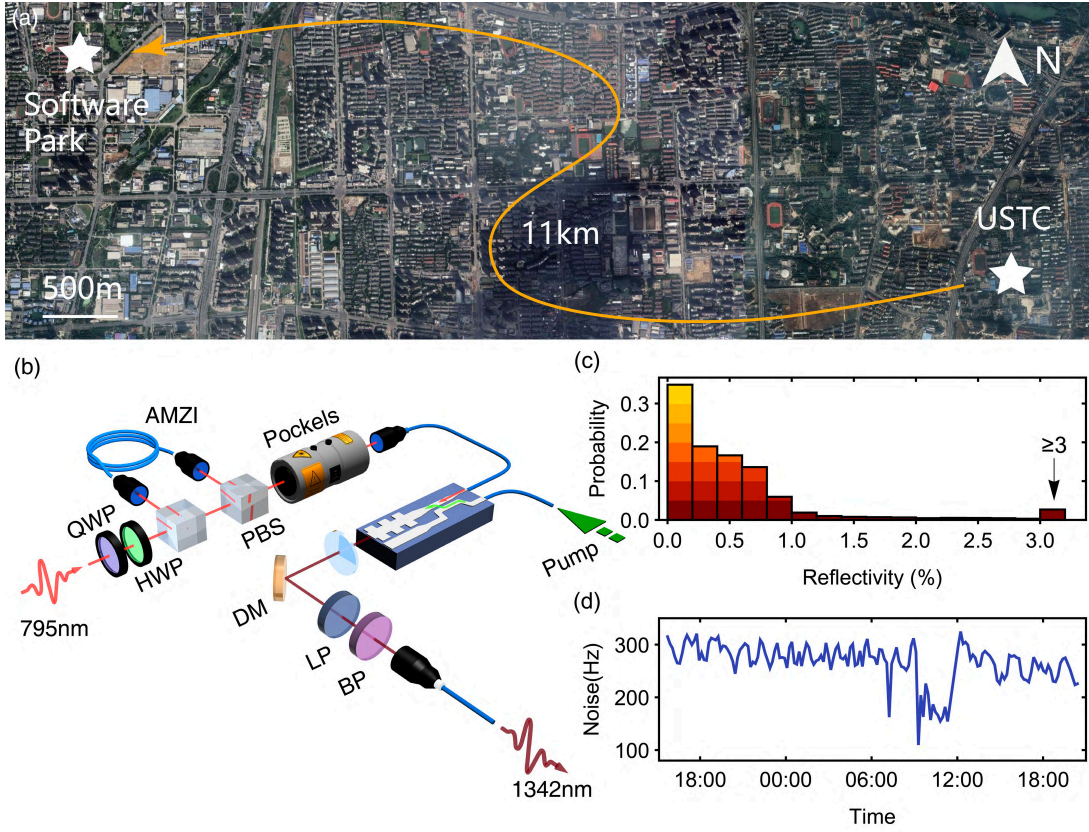 (a)
N
Software
Park
USTC
11km
500m
(b)
AMZI
Pockels
QWP
PBS
HWP
Pump
795nm
DM
LP
BP
1342nm
(c)
Probability
0.3
0.2
0.1
0.0
≥3
0.0 0.5 1.0 1.5 2.0 2.5 3.0
Reflectivity (%)
(d)
Noise(Hz)
300
200
100
18:00 00:00 06:00 12:00 18:00
Time